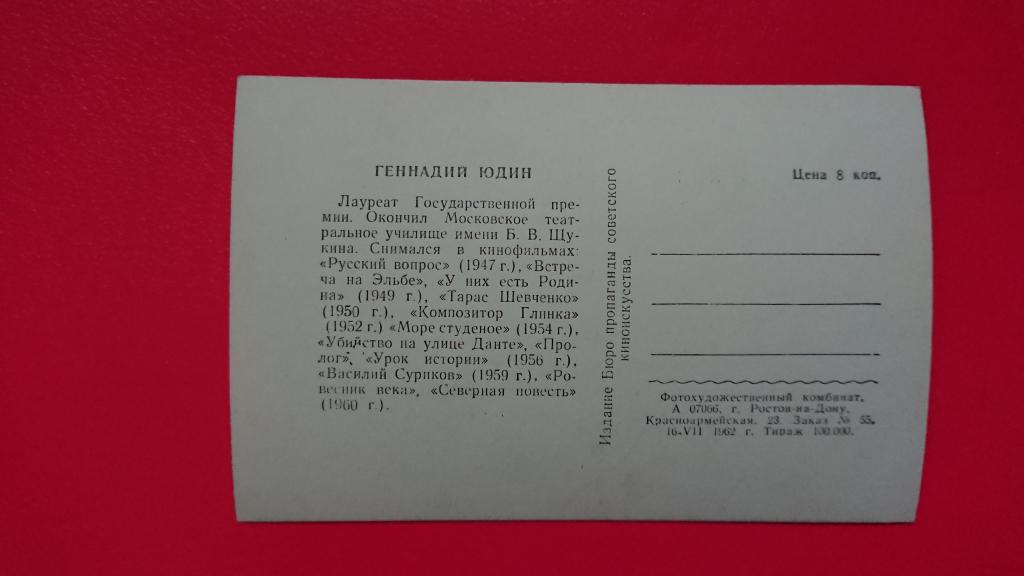 ГЕННАДИЙ ЮДИН
Лауреат Государственной пре-
мии. Окончил Московское теат-
ральное училище имени Б. В. Щу-
кина. Снимался в кинофильмах:
«Русский вопрос» (1947 г.), «Встре-
ча на Эльбе», «У них есть Роди-
на» (1949 г.), «Тарас Шевченко»
(1950 г.), «Композитор Глинка»
(1952 г.) «Море студеное» (1954 г.),
«Убийство на улице Данте», «Про-
лог», «Урок истории» (1956 г.),
«Василий Суриков» (1959 г.), «Ро-
весник века», «Северная повесть»
(1960 г.).
Издание Бюро пропаганды советского
киноискусства.
Цена 8 коп.
Фотохудожественный комбинат.
А 07066. г. Ростов-на-Дону.
Красноармейская. 23. Заказ № 55.
16-VII 1962 г. Тираж 100.000.